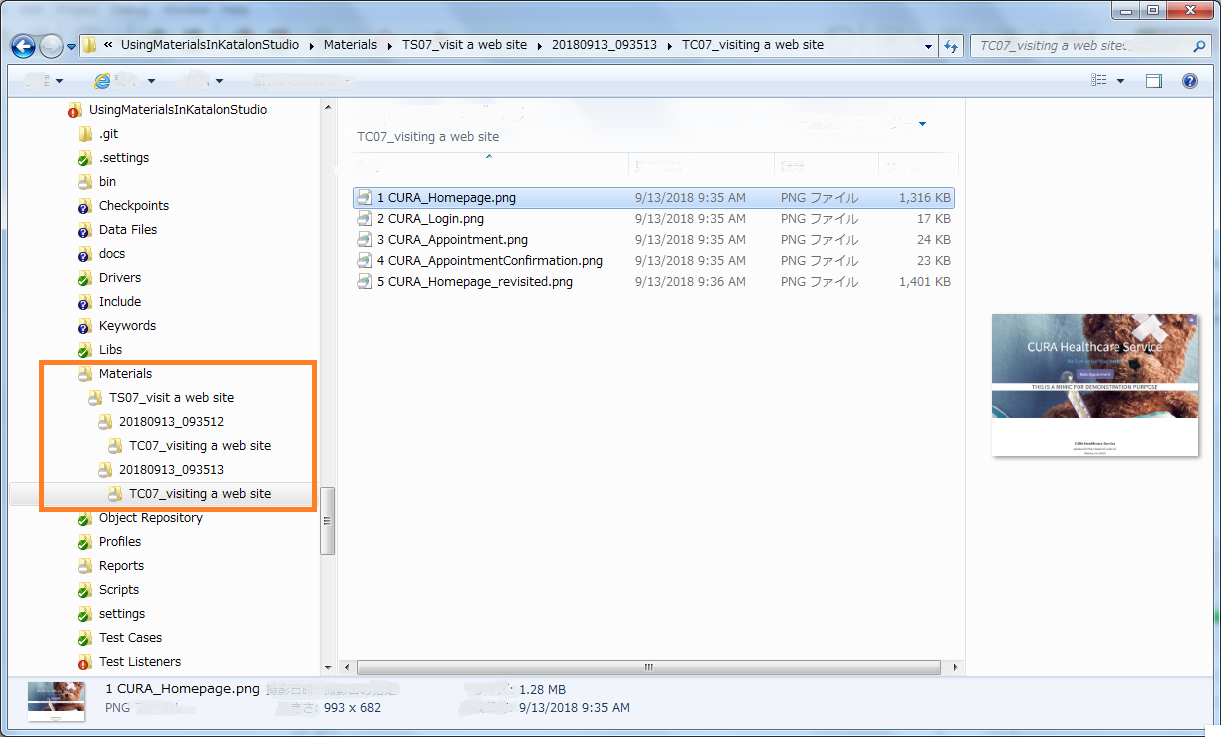 « UsingMaterialsInKatalonStudio Materials TS07_visit a web site 20180913_093513 TC07_visiting a web site
TC07_visiting a web site
UsingMaterialsInKatalonStudio
.git
.settings
bin
Checkpoints
Data Files
docs
Drivers
Include
Keywords
Libs
Materials
TS07_visit a web site
20180913_093512
TC07_visiting a web site
20180913_093513
TC07_visiting a web site
Object Repository
Profiles
Reports
Scripts
settings
Test Cases
Test Listeners
TC07_visiting a web site
1 CURA_Homepage.png 9/13/2018 9:35 AM PNG ファイル 1,316 KB
2 CURA_Login.png 9/13/2018 9:35 AM PNG ファイル 17 KB
3 CURA_Appointment.png 9/13/2018 9:35 AM PNG ファイル 24 KB
4 CURA_AppointmentConfirmation.png 9/13/2018 9:35 AM PNG ファイル 23 KB
5 CURA_Homepage_revisited.png 9/13/2018 9:36 AM PNG ファイル 1,401 KB
CURA Healthcare Service
Make Appointment
THIS IS A MIMIC FOR DEMONSTRATION PURPOSE
CURA Healthcare Service
1 CURA_Homepage.png
1.28 MB
PNG
993 x 682
9/13/2018 9:35 AM